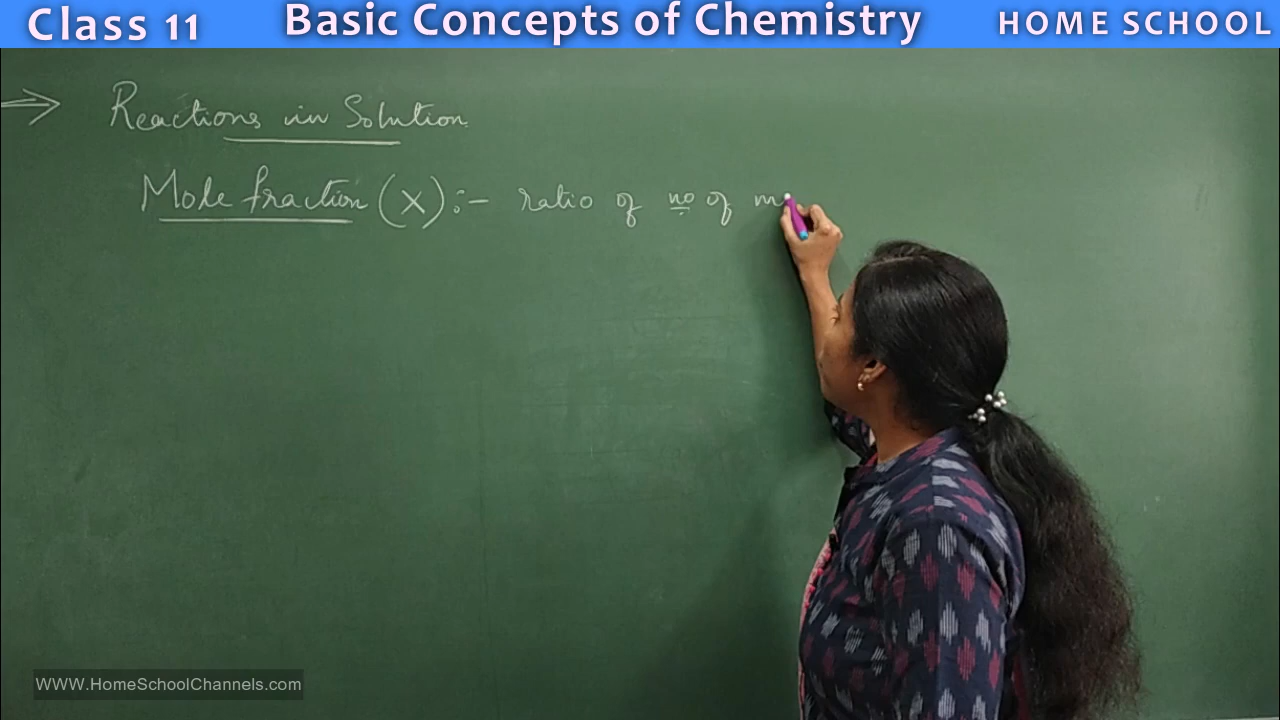 Class 11 Basic Concepts of Chemistry HOME SCHOOL
⇒ Reactions in Solution
Mole fraction (X):- ratio of no of m
WWW.HomeSchoolChannels.com